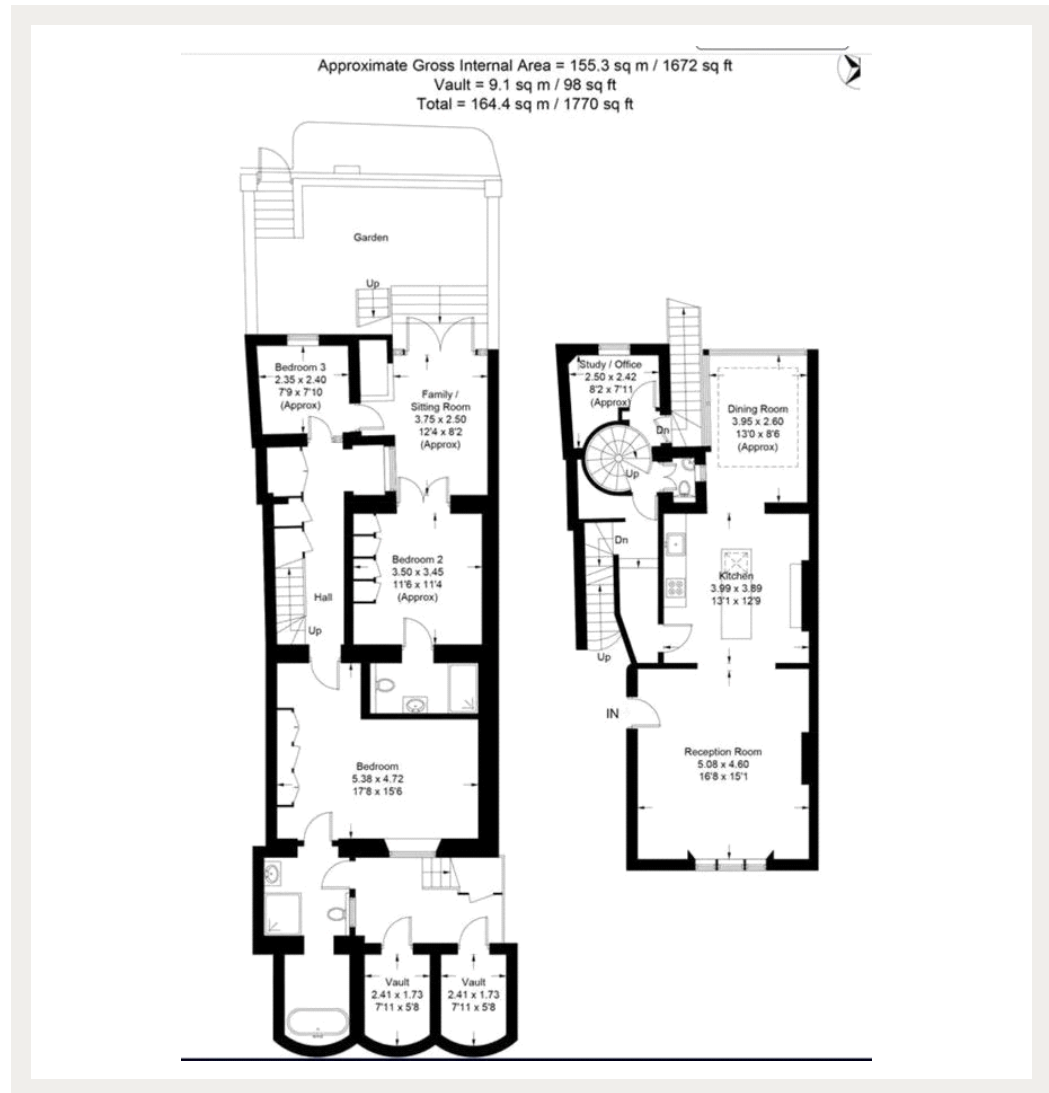 Approximate Gross Internal Area = 155.3 sq m / 1672 sq ft
Vault = 9.1 sq m / 98 sq ft
Total = 164.4 sq m / 1770 sq ft
Garden
Up
Bedroom 3
2.35 x 2.40
7'9 x 7'10
(Approx)
Family /
Sitting Room
3.75 x 2.50
12'4 x 8'2
(Approx)
Bedroom 2
3.50 x 3.45
11'6 x 11'4
(Approx)
Hall
Up
Bedroom
5.38 x 4.72
17'8 x 15'6
Vault
2.41 x 1.73
7'11 x 5'8
Vault
2.41 x 1.73
7'11 x 5'8
Study / Office
2.50 x 2.42
8'2 x 7'11
(Approx)
Dn
Dining Room
3.95 x 2.60
13'0 x 8'6
(Approx)
Up
Dn
Kitchen
3.99 x 3.89
13'1 x 12'9
Up
IN
Reception Room
5.08 x 4.60
16'8 x 15'1